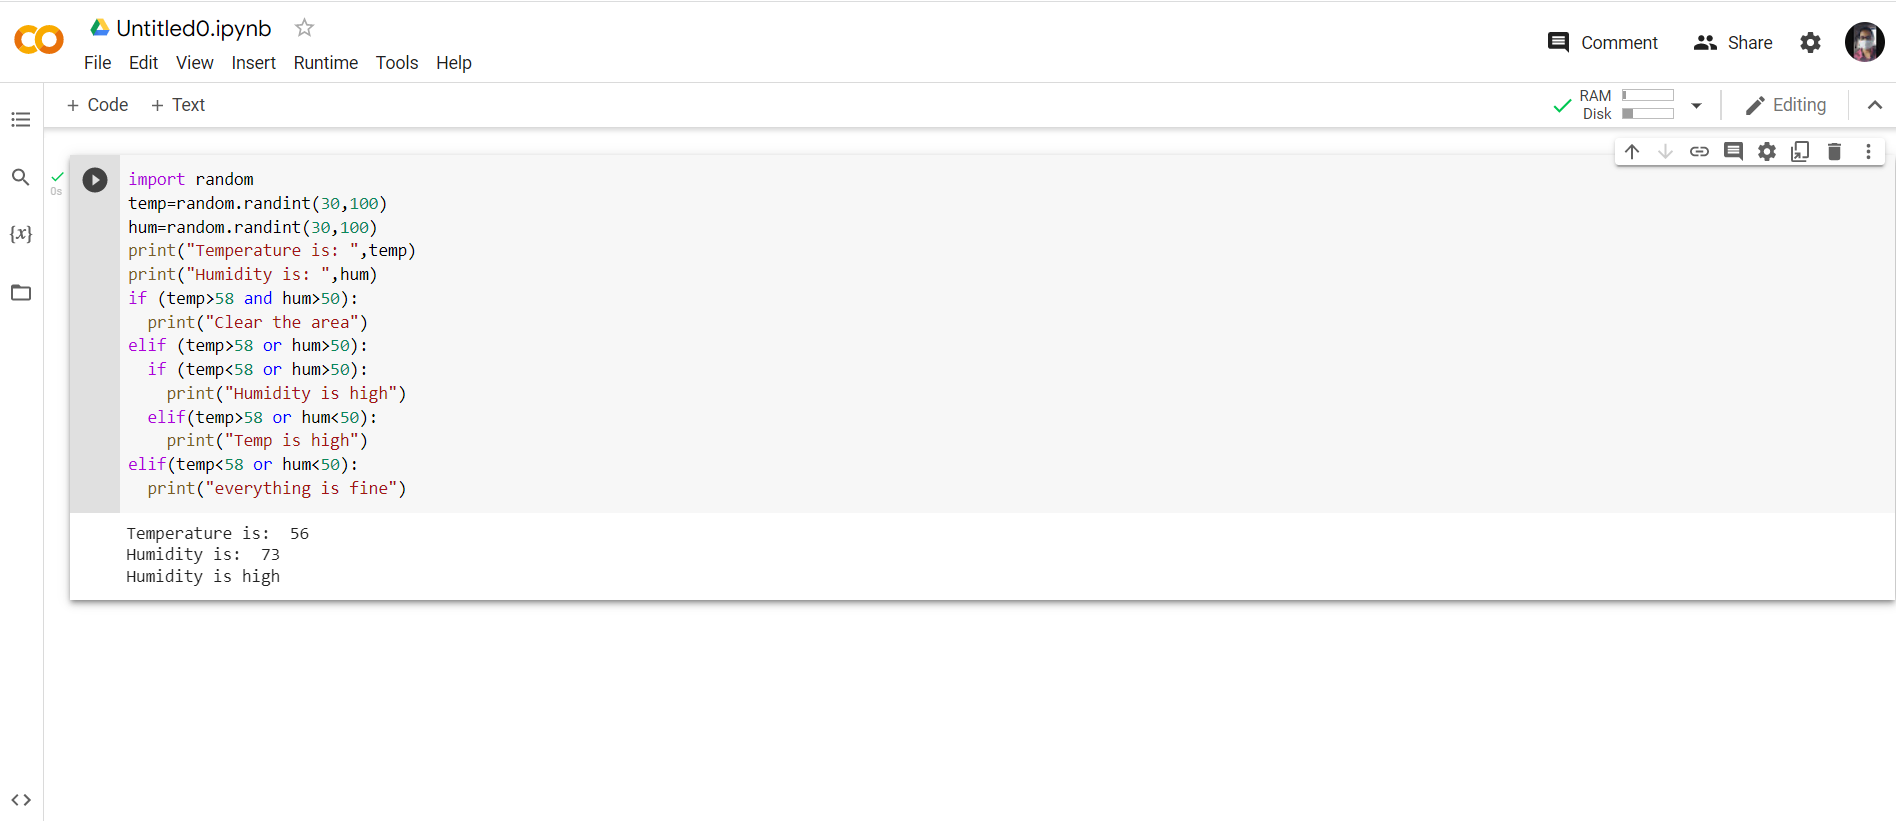 Untitled0.ipynb
File Edit View Insert Runtime Tools Help
Comment Share
+ Code + Text
RAM
Disk
Editing
{x}
0s
import random
temp=random.randint(30,100)
hum=random.randint(30,100)
print("Temperature is: ",temp)
print("Humidity is: ",hum)
if (temp>58 and hum>50):
  print("Clear the area")
elif (temp>58 or hum>50):
  if (temp<58 or hum>50):
    print("Humidity is high")
  elif(temp>58 or hum<50):
    print("Temp is high")
elif(temp<58 or hum<50):
  print("everything is fine")
Temperature is:  56
Humidity is:  73
Humidity is high